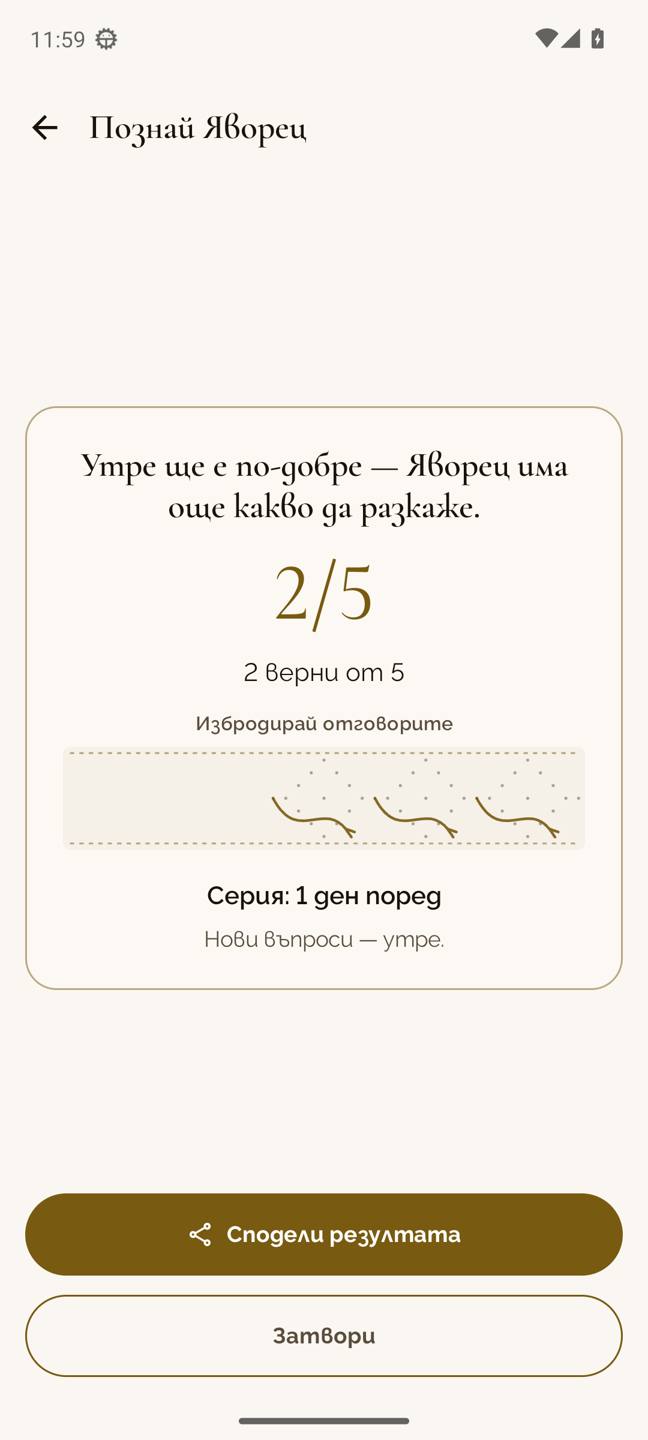 11:59
Познай Яворец
Утре ще е по-добре — Яворец има
още какво да разкаже.
2/5
2 верни от 5
Избродирай отговорите
Серия: 1 ден поред
Нови въпроси — утре.
Сподели резултата
Затвори